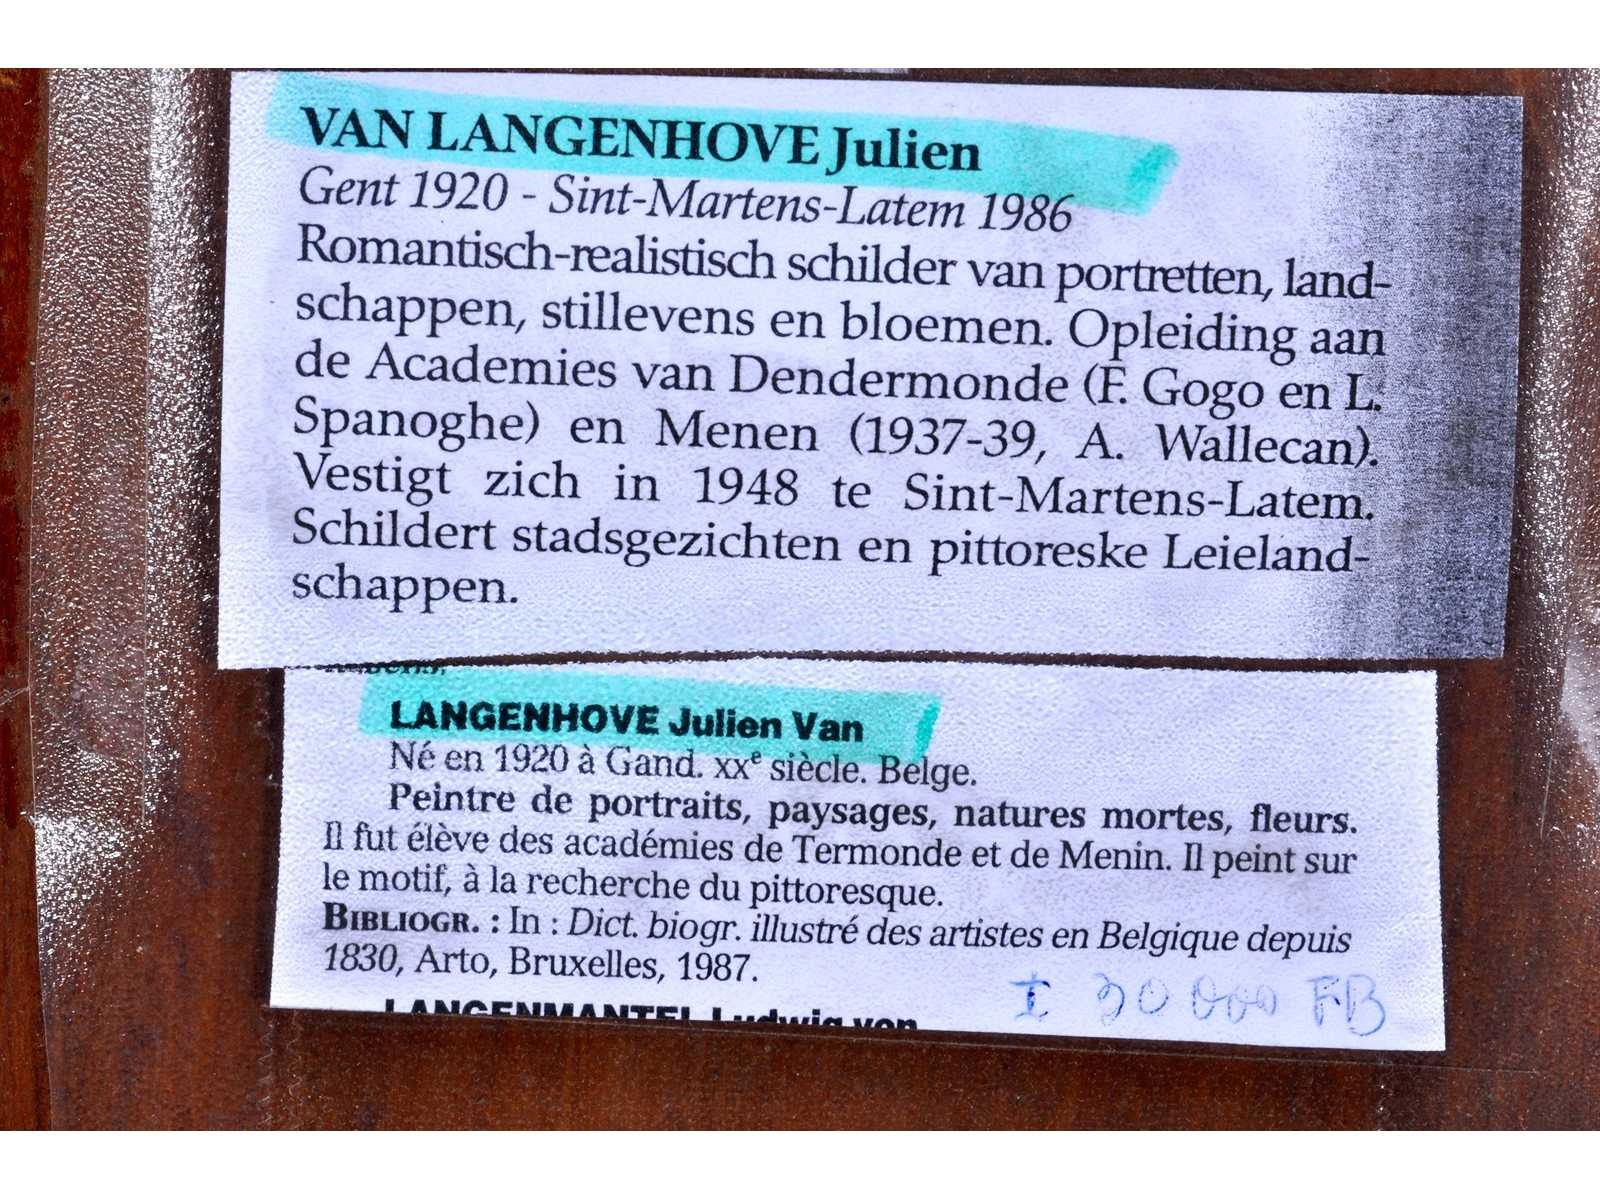 VAN LANGENHOVE Julien
Gent 1920 - Sint-Martens-Latem 1986
Romantisch-realistisch schilder van portretten, land-
schappen, stillevens en bloemen. Opleiding aan
de Academies van Dendermonde (F. Gogo en L.
Spanoghe) en Menen (1937-39, A. Wallecan).
Vestigt zich in 1948 te Sint-Martens-Latem.
Schildert stadsgezichten en pittoreske Leieland-
schappen.
LANGENHOVE Julien Van
Né en 1920 à Gand. XXe siècle. Belge.
Peintre de portraits, paysages, natures mortes, fleurs.
Il fut élève des académies de Termonde et de Menin. Il peint sur
le motif, à la recherche du pittoresque.
BIBLIOGR. : In : Dict. biogr. illustré des artistes en Belgique depuis
1830, Arto, Bruxelles, 1987.
LANGENMANTEL Ludwig von
000 FB